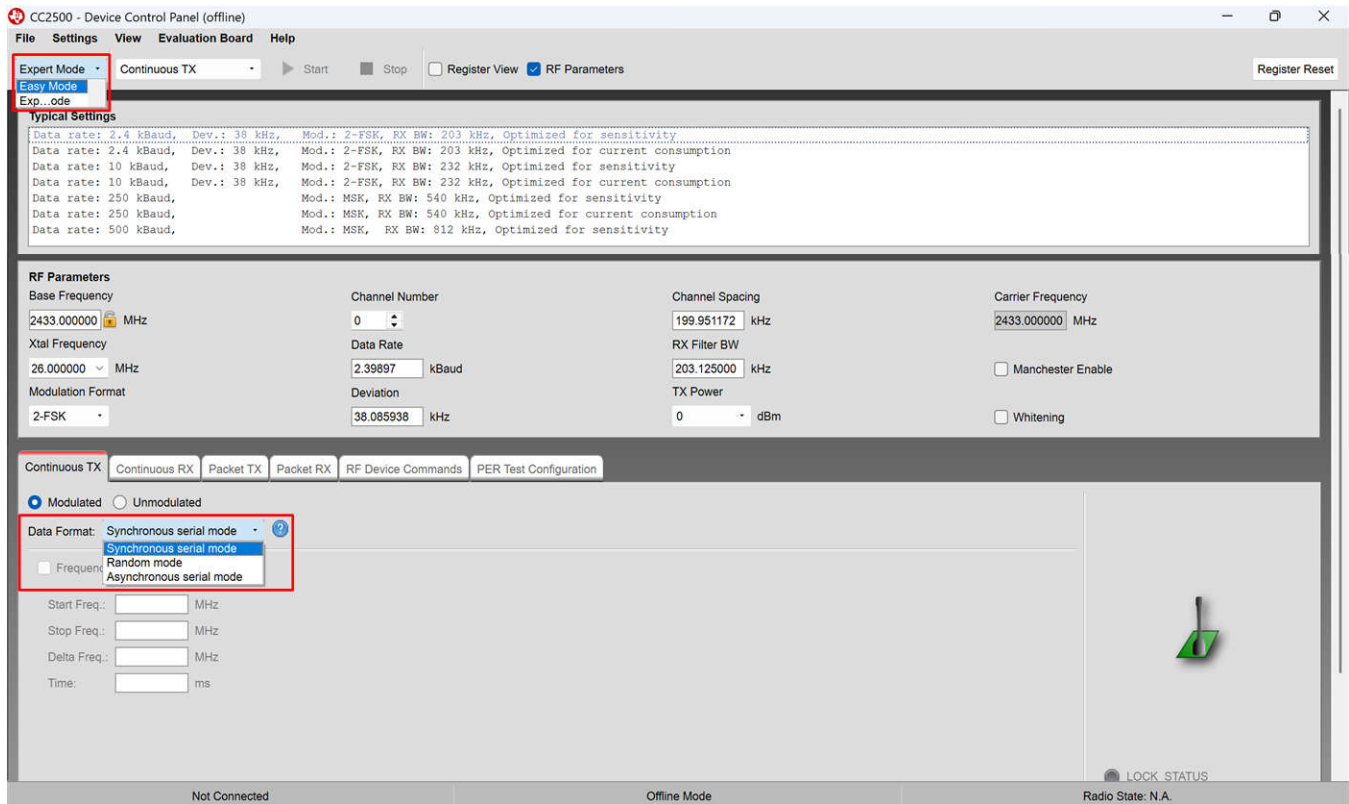 CC2500 - Device Control Panel (offline)
File Settings View Evaluation Board Help
Expert Mode Continuous TX Start Stop Register View RF Parameters Register Reset
Easy Mode
Exp...ode
Typical Settings
Data rate: 2.4 kBaud, Dev.: 38 kHz, Mod.: 2-FSK, RX BW: 203 kHz, Optimized for sensitivity
Data rate: 2.4 kBaud, Dev.: 38 kHz, Mod.: 2-FSK, RX BW: 203 kHz, Optimized for current consumption
Data rate: 10 kBaud, Dev.: 38 kHz, Mod.: 2-FSK, RX BW: 232 kHz, Optimized for sensitivity
Data rate: 10 kBaud, Dev.: 38 kHz, Mod.: 2-FSK, RX BW: 232 kHz, Optimized for current consumption
Data rate: 250 kBaud, Mod.: MSK, RX BW: 540 kHz, Optimized for sensitivity
Data rate: 250 kBaud, Mod.: MSK, RX BW: 540 kHz, Optimized for current consumption
Data rate: 500 kBaud, Mod.: MSK, RX BW: 812 kHz, Optimized for sensitivity
RF Parameters
Base Frequency Channel Number Channel Spacing Carrier Frequency
2433.000000 MHz 0 199.951172 kHz 2433.000000 MHz
Xtal Frequency Data Rate RX Filter BW
26.000000 MHz 2.39897 kBaud 203.125000 kHz Manchester Enable
Modulation Format Deviation TX Power
2-FSK 38.085938 kHz 0 dBm Whitening
Continuous TX Continuous RX Packet TX Packet RX RF Device Commands PER Test Configuration
Modulated Unmodulated
Data Format: Synchronous serial mode ?
Synchronous serial mode
Random mode
Frequenc
Asynchronous serial mode
Start Freq.: MHz
Stop Freq.: MHz
Delta Freq.: MHz
Time: ms
LOCK STATUS
Not Connected Offline Mode Radio State: N.A.